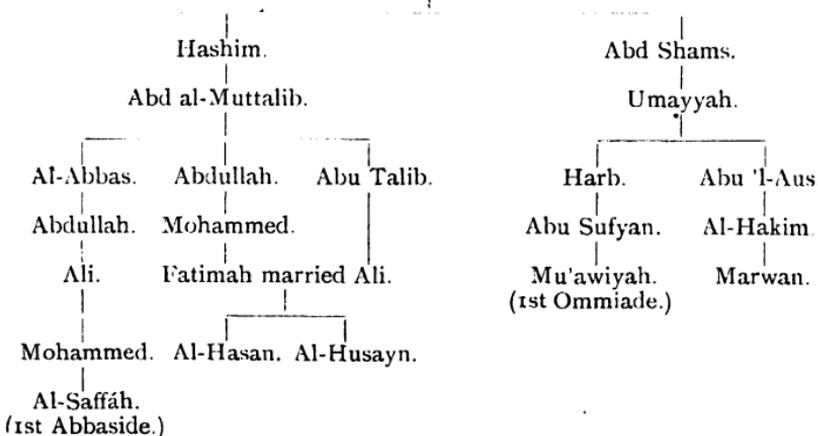 Hashim. Abd Shams.
Abd al-Muttalib. Umayyah.
Al-Abbas. Abdullah. Abu Talib. Harb. Abu 'l-Aus
Abdullah. Mohammed. Abu Sufyan. Al-Hakim.
Ali. Fatimah married Ali. Mu'awiyah. Marwan.
(1st Ommiade.)
Mohammed. Al-Hasan. Al-Husayn.
Al-Saffáh.
(1st Abbaside.)